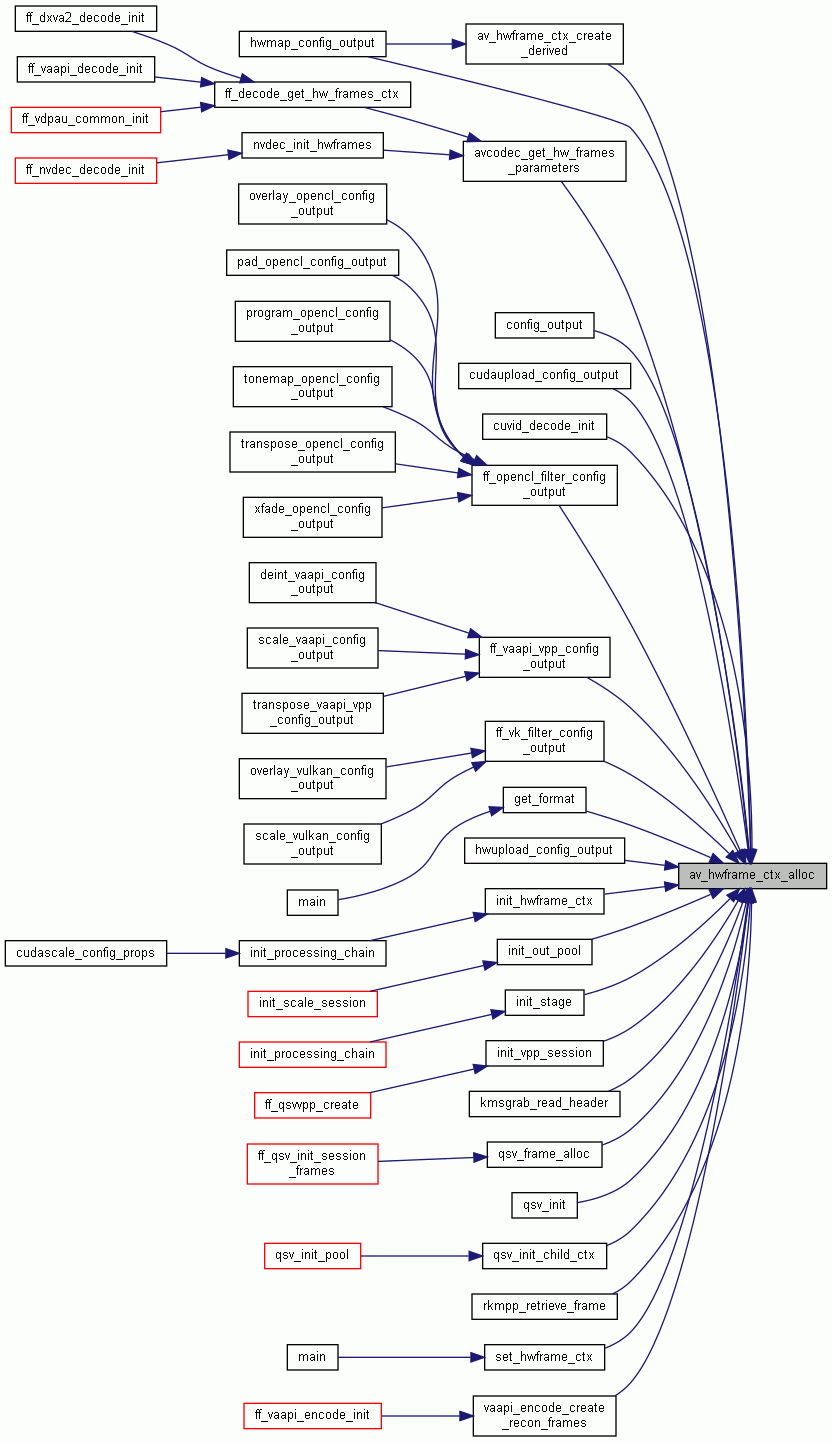 ff_dxva2_decode_init
av_hwframe_ctx_create
_derived
hwmap_config_output
ff_vaapi_decode_init
ff_decode_get_hw_frames_ctx
ff_vdpau_common_init
nvdec_init_hwframes
avcodec_get_hw_frames
_parameters
ff_nvdec_decode_init
overlay_opencl_config
_output
pad_opencl_config_output
program_opencl_config
_output
config_output
tonemap_opencl_config
_output
cudaupload_config_output
cuvid_decode_init
transpose_opencl_config
_output
ff_opencl_filter_config
_output
xfade_opencl_config
_output
deint_vaapi_config
_output
scale_vaapi_config
_output
ff_vaapi_vpp_config
_output
transpose_vaapi_vpp
_config_output
ff_vk_filter_config
_output
overlay_vulkan_config
_output
get_format
scale_vulkan_config
_output
hwupload_config_output
av_hwframe_ctx_alloc
main
init_hwframe_ctx
cudascale_config_props
init_processing_chain
init_out_pool
init_scale_session
init_stage
init_processing_chain
init_vpp_session
ff_qsvvpp_create
kmsgrab_read_header
ff_qsv_init_session
_frames
qsv_frame_alloc
qsv_init
qsv_init_pool
qsv_init_child_ctx
rkmpp_retrieve_frame
main
set_hwframe_ctx
ff_vaapi_encode_init
vaapi_encode_create
_recon_frames